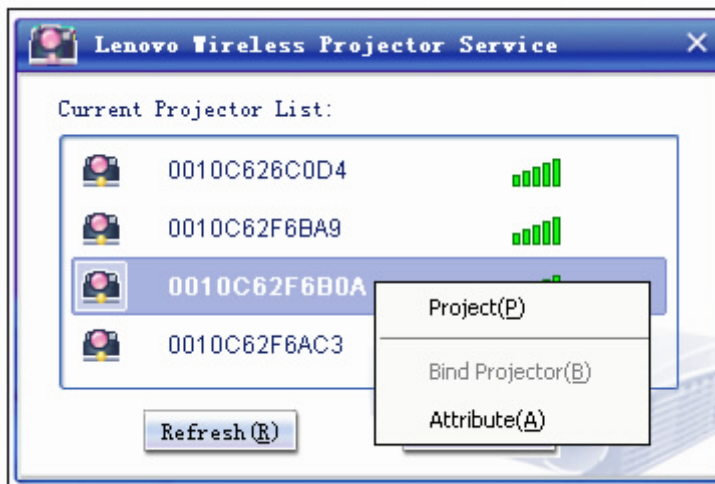 Lenovo Wireless Projector Service
Current Projector List:
0010C626C0D4
0010C62F6BA9
0010C62F6B0A
Project(P)
0010C62F6AC3
Bind Projector(B)
Attribute(A)
Refresh(R)